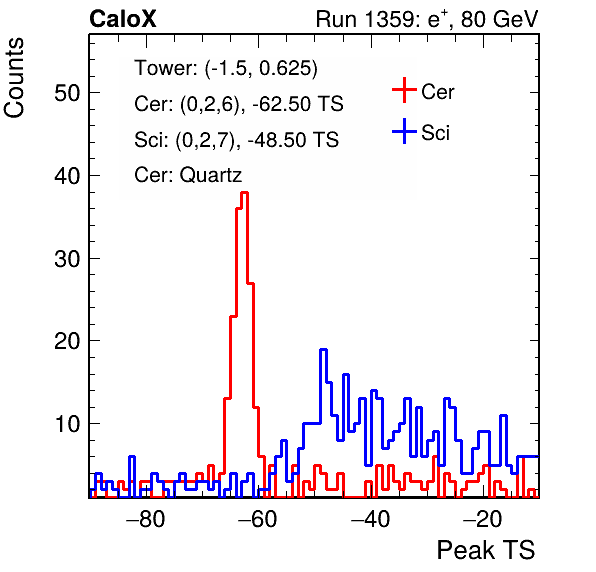 CaloX Run 1359: e⁺, 80 GeV
Counts
Tower: (-1.5, 0.625)
Cer: (0,2,6), -62.50 TS
Sci: (0,2,7), -48.50 TS
Cer: Quartz
Cer
Sci
50
40
30
20
10
−80 −60 −40 −20
Peak TS